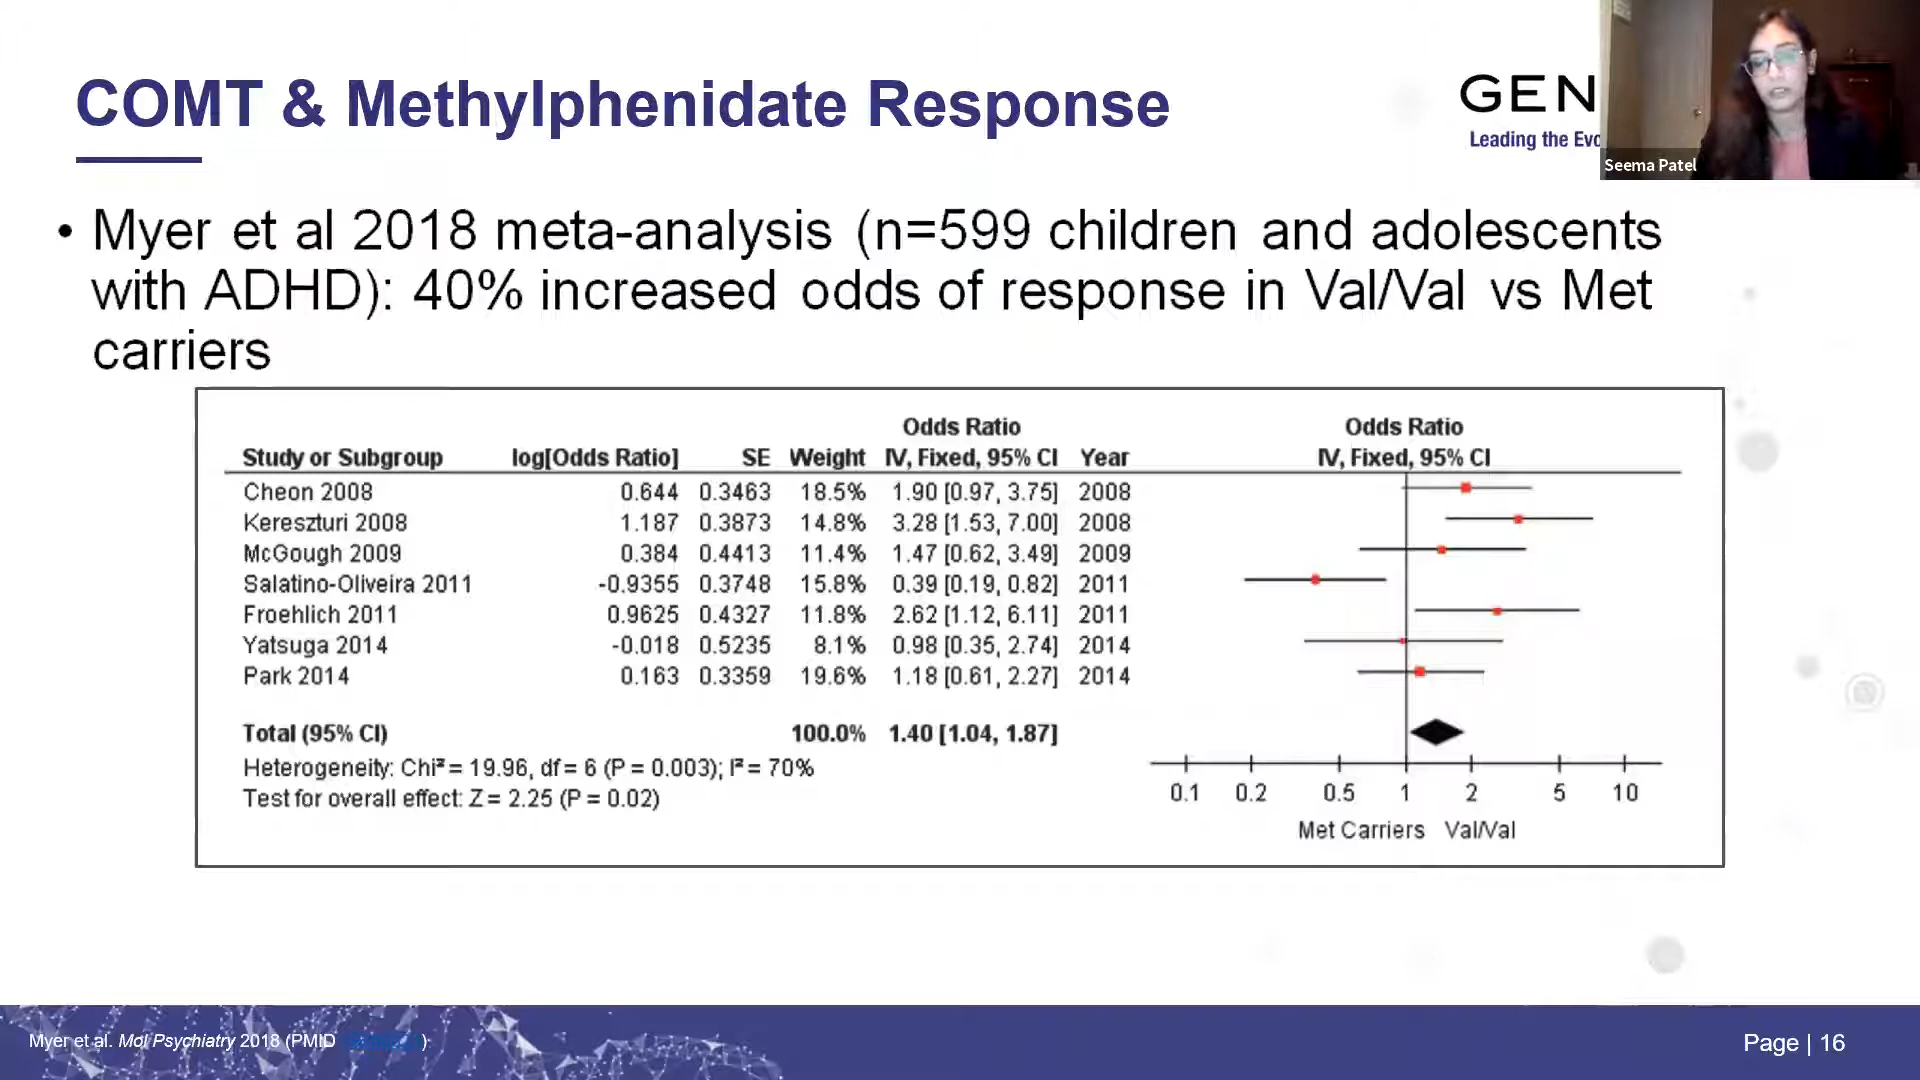 COMT & Methylphenidate Response
GEN
Leading the Evo
Seema Patel
• Myer et al 2018 meta-analysis (n=599 children and adolescents
with ADHD): 40% increased odds of response in Val/Val vs Met
carriers
Odds Ratio Odds Ratio
Study or Subgroup log[Odds Ratio] SE Weight IV, Fixed, 95% CI Year IV, Fixed, 95% CI
Cheon 2008 0.644 0.3463 18.5% 1.90 [0.97, 3.75] 2008
Kereszturi 2008 1.187 0.3873 14.8% 3.28 [1.53, 7.00] 2008
McGough 2009 0.384 0.4413 11.4% 1.47 [0.62, 3.49] 2009
Salatino-Oliveira 2011 -0.9355 0.3748 15.8% 0.39 [0.19, 0.82] 2011
Froehlich 2011 0.9625 0.4327 11.8% 2.62 [1.12, 6.11] 2011
Yatsuga 2014 -0.018 0.5235 8.1% 0.98 [0.35, 2.74] 2014
Park 2014 0.163 0.3359 19.6% 1.18 [0.61, 2.27] 2014
Total (95% CI) 100.0% 1.40 [1.04, 1.87]
Heterogeneity: Chi² = 19.96, df = 6 (P = 0.003); I² = 70%
Test for overall effect: Z = 2.25 (P = 0.02)
0.1 0.2 0.5 1 2 5 10
Met Carriers Val/Val
Myer et al. Mol Psychiatry 2018 (PMID )
Page | 16